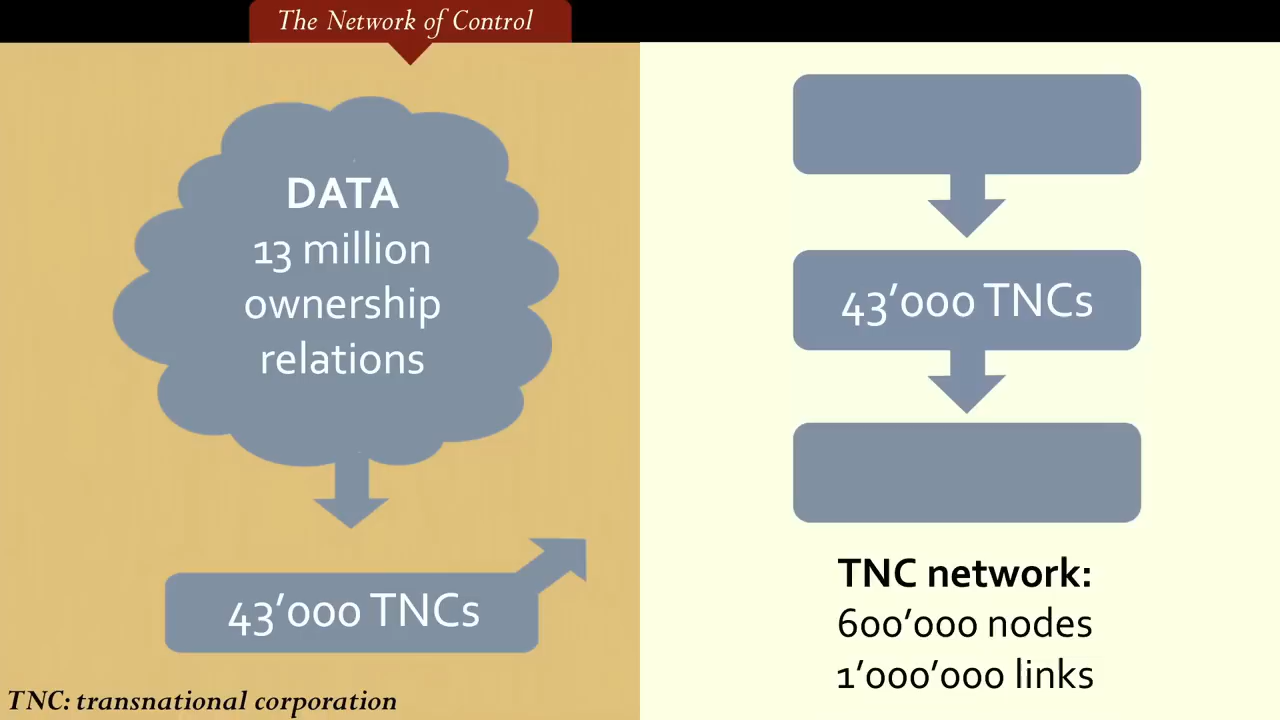 The Network of Control
DATA
13 million
ownership
relations
43’000 TNCs
TNC: transnational corporation
43’000 TNCs
TNC network:
600’000 nodes
1’000’000 links